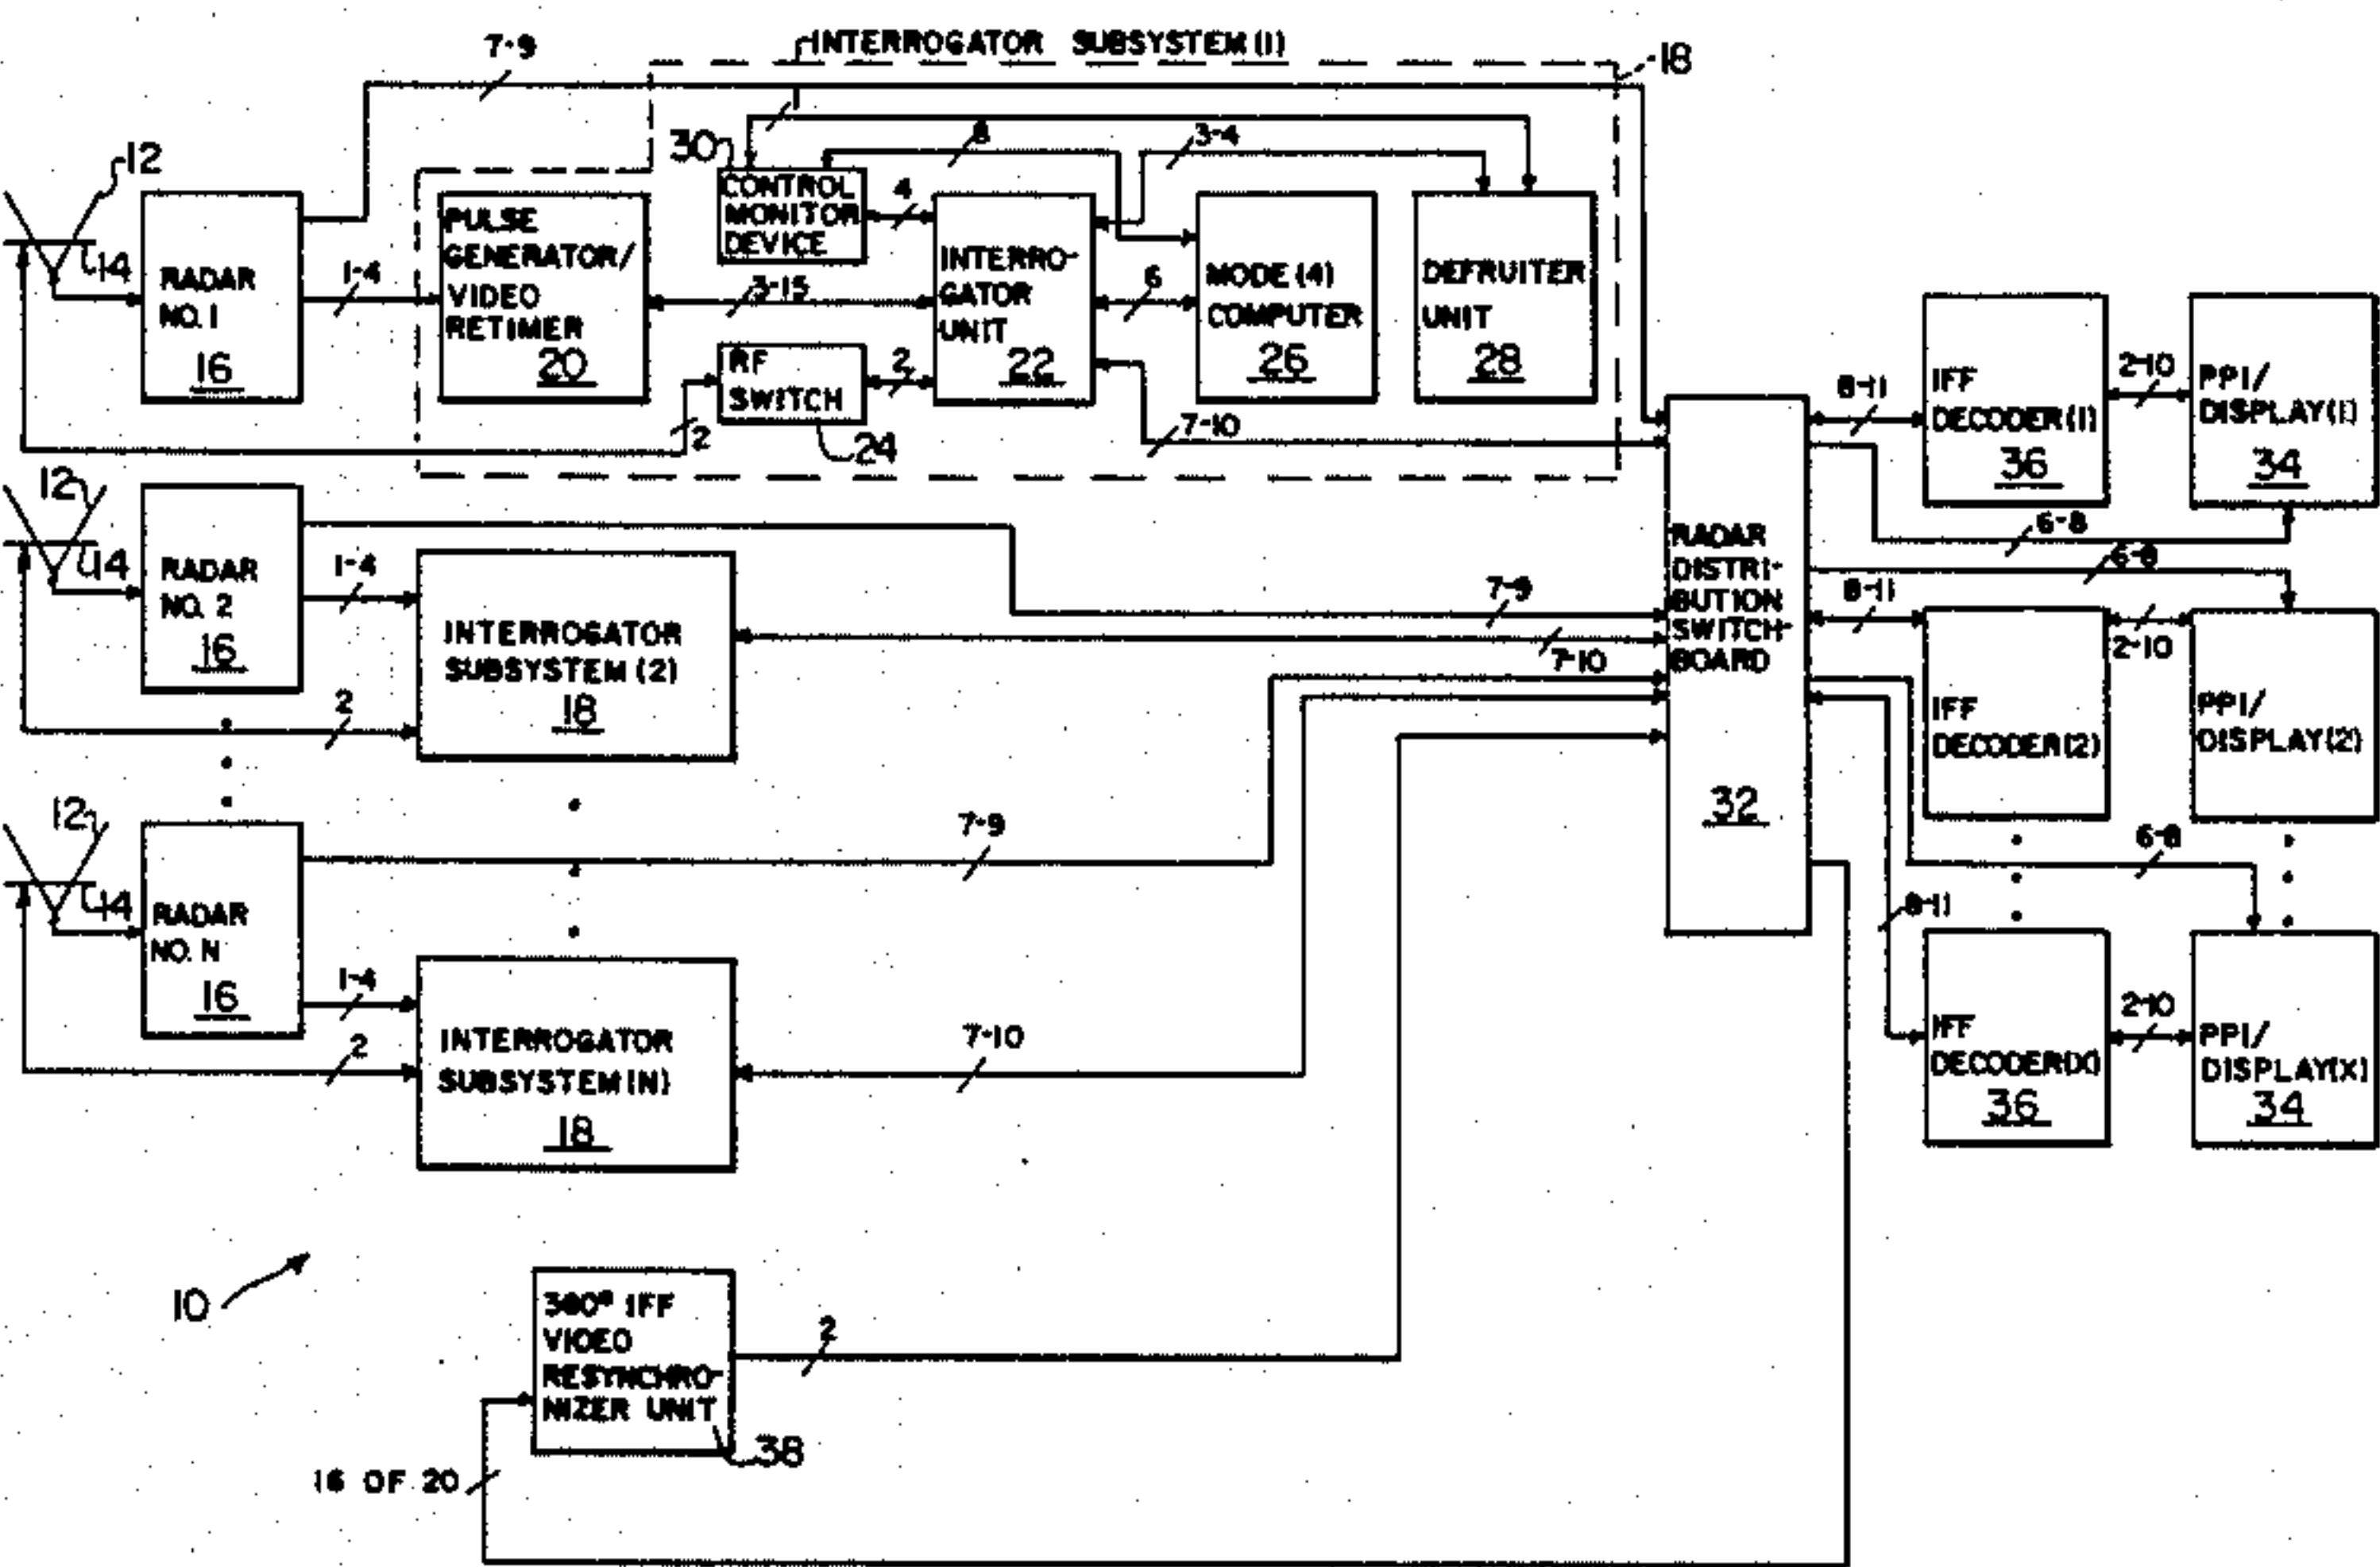 7-9
INTERROGATOR SUBSYSTEM (1)
18
1
30
8
3-4
12
14
RADAR
NO. 1
16
1-4
PULSE
GENERATOR/
VIDEO
RETIMER
20
CONTROL
MONITOR
DEVICE
4
3-15
RF
SWITCH
24
2
2
INTERRO-
GATOR
UNIT
22
6
MODE (4)
COMPUTER
26
DEFRUITER
UNIT
28
7-10
8-11
IFF
DECODER(1)
36
2-10
PPI/
DISPLAY(1)
34
6-8
6-8
12
14
RADAR
NO. 2
16
1-4
2
INTERROGATOR
SUBSYSTEM (2)
18
7-9
7-10
RADAR
DISTRI-
BUTION
SWITCH-
BOARD
32
8-11
IFF
DECODER(2)
2-10
PPI/
DISPLAY(2)
12
14
RADAR
NO. N
16
1-4
2
7-9
INTERROGATOR
SUBSYSTEM(N)
18
7-10
6-8
8-11
IFF
DECODER(X)
36
2-10
PPI/
DISPLAY(X)
34
10
360° IFF
VIDEO
RESYNCHRO-
NIZER UNIT
38
2
16 OF 20